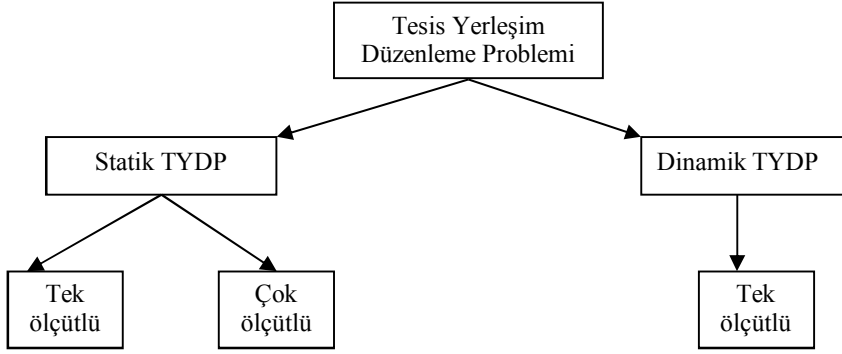 Tesis Yerleşim
Düzenleme Problemi
Statik TYDP
Dinamik TYDP
Tek
ölçütlü
Çok
ölçütlü
Tek
ölçütlü